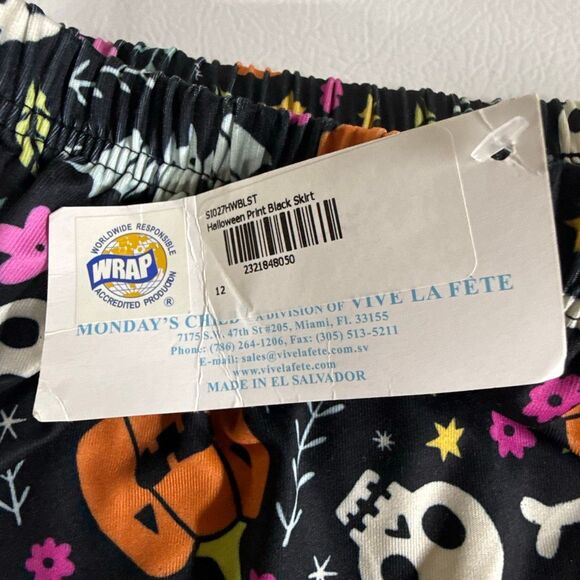 S1027HWBLST
Halloween Print Black Skirt
2321848050
12
WORLDWIDE RESPONSIBLE
WRAP
ACCREDITED PRODUCTION
®
MONDAY'S CHILD A DIVISION OF VIVE LA FÊTE
7175 S.W. 47th St #205, Miami, Fl. 33155
Phone: (786) 264-1206, Fax: (305) 513-5211
E-mail: sales@vivelafete.com.sv
www.vivelafete.com
MADE IN EL SALVADOR